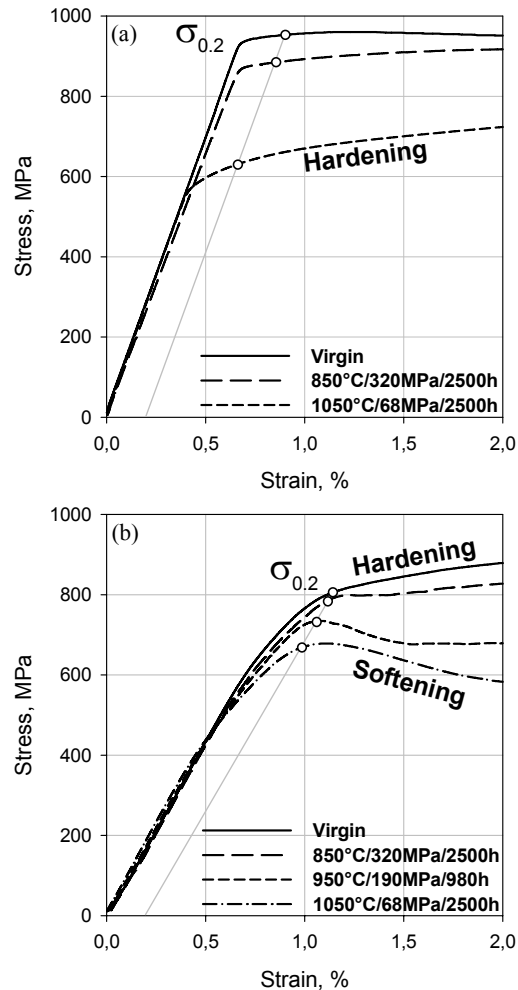 (a)
1000
800
600
400
200
0
Stress, MPa
σ0.2
Hardening
Virgin
850°C/320MPa/2500h
1050°C/68MPa/2500h
0,0 0,5 1,0 1,5 2,0
Strain, %
(b)
1000
800
600
400
200
0
Stress, MPa
σ0.2
Hardening
Softening
Virgin
850°C/320MPa/2500h
950°C/190MPa/980h
1050°C/68MPa/2500h
0,0 0,5 1,0 1,5 2,0
Strain, %